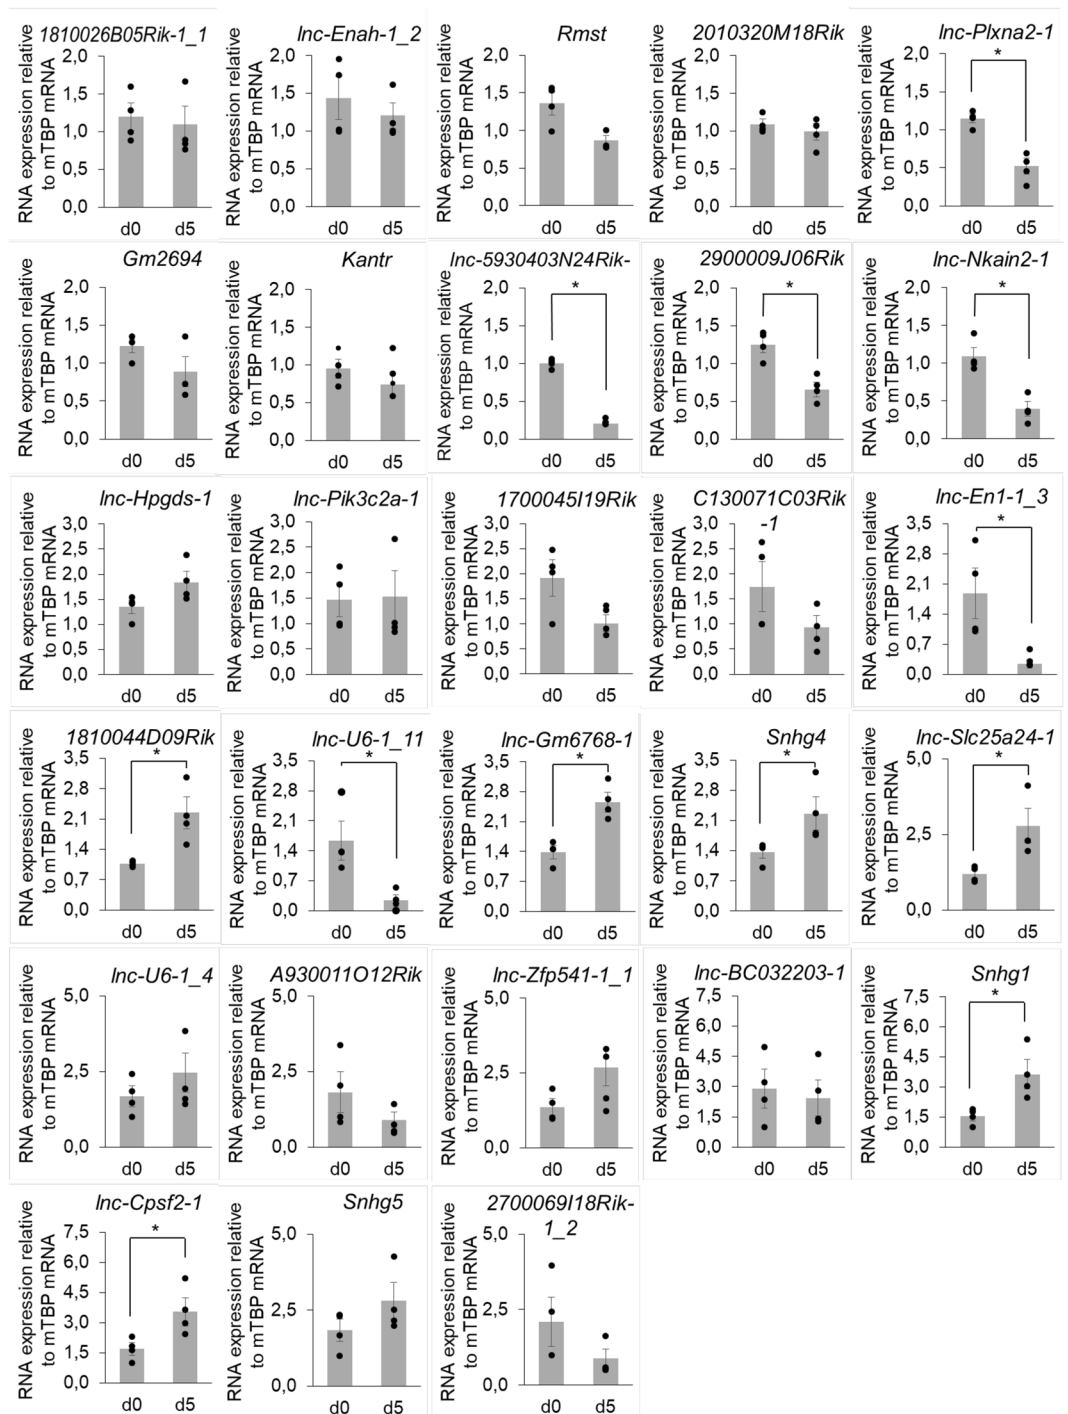 1810026B05Rik-1_1
RNA expression relative
to mTBP mRNA
2,0
1,5
1,0
0,5
0,0
d0 d5
lnc-Enah-1_2
RNA expression relative
to mTBP mRNA
2,0
1,5
1,0
0,5
0,0
d0 d5
Rmst
RNA expression relative
to mTBP mRNA
2,0
1,5
1,0
0,5
0,0
d0 d5
2010320M18Rik
RNA expression relative
to mTBP mRNA
2,0
1,5
1,0
0,5
0,0
d0 d5
lnc-Plxna2-1
*
RNA expression relative
to mTBP mRNA
2,0
1,5
1,0
0,5
0,0
d0 d5
Gm2694
RNA expression relative
to mTBP mRNA
2,0
1,5
1,0
0,5
0,0
d0 d5
Kantr
RNA expression relative
to mTBP mRNA
2,0
1,5
1,0
0,5
0,0
d0 d5
lnc-5930403N24Rik-
*
RNA expression relative
to mTBP mRNA
2,0
1,0
0,0
d0 d5
2900009J06Rik
*
RNA expression relative
to mTBP mRNA
2,0
1,5
1,0
0,5
0,0
d0 d5
lnc-Nkain2-1
*
RNA expression relative
to mTBP mRNA
2,0
1,5
1,0
0,5
0,0
d0 d5
lnc-Hpgds-1
RNA expression relative
to mTBP mRNA
3,0
2,5
2,0
1,5
1,0
0,5
0,0
d0 d5
lnc-Pik3c2a-1
RNA expression relative
to mTBP mRNA
3,0
2,5
2,0
1,5
1,0
0,5
0,0
d0 d5
1700045I19Rik
RNA expression relative
to mTBP mRNA
3,0
2,5
2,0
1,5
1,0
0,5
0,0
d0 d5
C130071C03Rik
-1
RNA expression relative
to mTBP mRNA
3,0
2,5
2,0
1,5
1,0
0,5
0,0
d0 d5
lnc-En1-1_3
*
RNA expression relative
to mTBP mRNA
3,5
2,8
2,1
1,4
0,7
0,0
d0 d5
1810044D09Rik
*
RNA expression relative
to mTBP mRNA
3,5
2,8
2,1
1,4
0,7
0,0
d0 d5
lnc-U6-1_11
*
RNA expression relative
to mTBP mRNA
3,5
2,8
2,1
1,4
0,7
0,0
d0 d5
lnc-Gm6768-1
*
RNA expression relative
to mTBP mRNA
3,5
2,8
2,1
1,4
0,7
0,0
d0 d5
Snhg4
*
RNA expression relative
to mTBP mRNA
3,5
2,8
2,1
1,4
0,7
0,0
d0 d5
lnc-Slc25a24-1
*
RNA expression relative
to mTBP mRNA
5,0
2,5
0,0
d0 d5
lnc-U6-1_4
RNA expression relative
to mTBP mRNA
5,0
2,5
0,0
d0 d5
A930011O12Rik
RNA expression relative
to mTBP mRNA
5,0
2,5
0,0
d0 d5
lnc-Zfp541-1_1
RNA expression relative
to mTBP mRNA
5,0
2,5
0,0
d0 d5
lnc-BC032203-1
RNA expression relative
to mTBP mRNA
7,5
6,0
4,5
3,0
1,5
0,0
d0 d5
Snhg1
*
RNA expression relative
to mTBP mRNA
7,5
6,0
4,5
3,0
1,5
0,0
d0 d5
lnc-Cpsf2-1
*
RNA expression relative
to mTBP mRNA
7,5
6,0
4,5
3,0
1,5
0,0
d0 d5
Snhg5
RNA expression relative
to mTBP mRNA
5,0
2,5
0,0
d0 d5
2700069I18Rik-
1_2
RNA expression relative
to mTBP mRNA
5,0
2,5
0,0
d0 d5